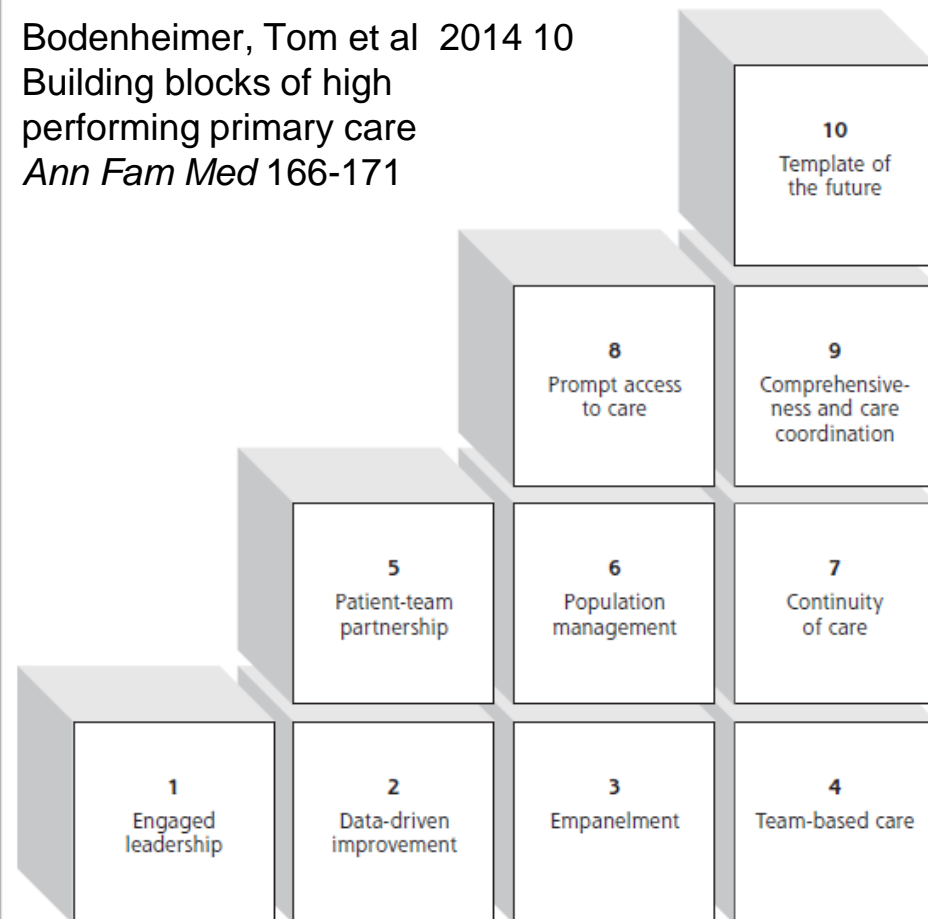 Bodenheimer, Tom et al  2014 10
Building blocks of high
performing primary care
Ann Fam Med 166-171
10
Template of
the future
8
Prompt access
to care
9
Comprehensive-
ness and care
coordination
5
Patient-team
partnership
6
Population
management
7
Continuity
of care
1
Engaged
leadership
2
Data-driven
improvement
3
Empanelment
4
Team-based care